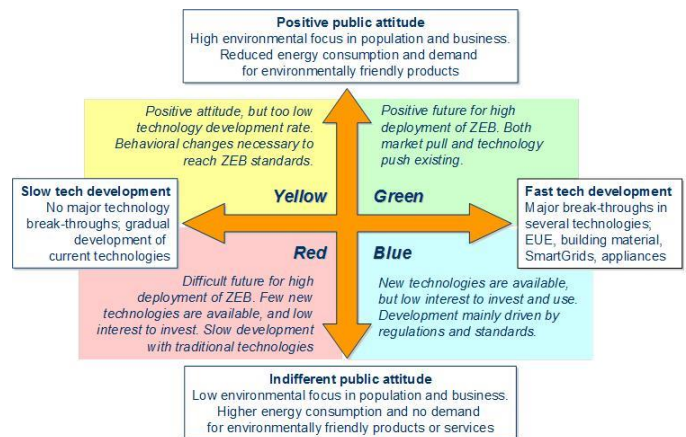 Positive public attitude
High environmental focus in population and business.
Reduced energy consumption and demand
for environmentally friendly products
Positive attitude, but too low
technology development rate.
Behavioral changes necessary to
reach ZEB standards.
Positive future for high
deployment of ZEB. Both
market pull and technology
push existing.
Slow tech development
No major technology
break-throughs; gradual
development of
current technologies
Yellow
Green
Fast tech development
Major break-throughs in
several technologies;
EUE, building material,
SmartGrids, appliances
Red
Blue
Difficult future for high
deployment of ZEB. Few new
technologies are available, and low
interest to invest. Slow development
with traditional technologies
New technologies are available,
but low interest to invest and use.
Development mainly driven by
regulations and standards.
Indifferent public attitude
Low environmental focus in population and business.
Higher energy consumption and no demand
for environmentally friendly products or services